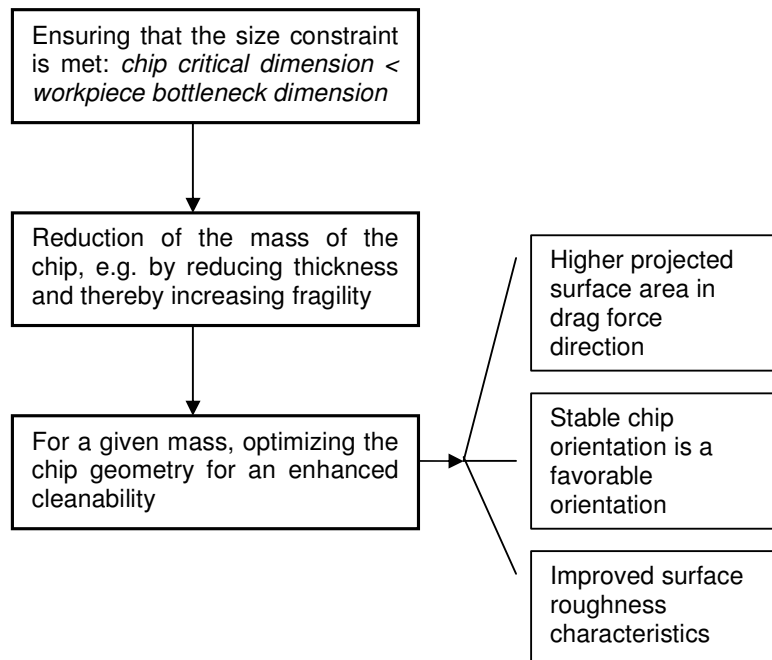 Ensuring that the size constraint
is met: chip critical dimension <
workpiece bottleneck dimension
Reduction of the mass of the
chip, e.g. by reducing thickness
and thereby increasing fragility
For a given mass, optimizing the
chip geometry for an enhanced
cleanability
Higher projected
surface area in
drag force
direction
Stable chip
orientation is a
favorable
orientation
Improved surface
roughness
characteristics